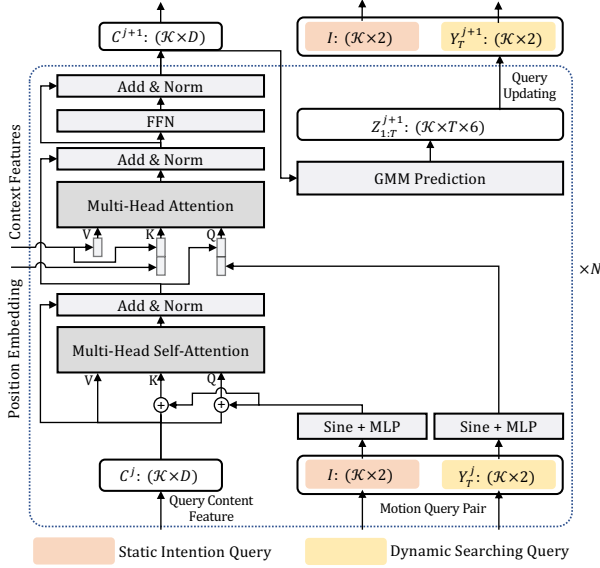 C^{j+1}: (𝒦×D)
I: (𝒦×2)
Y_T^{j+1}: (𝒦×2)
Query
Updating
Add & Norm
FFN
Z_{1:T}^{j+1}: (𝒦×T×6)
Add & Norm
GMM Prediction
Multi-Head Attention
Context Features
V
K
Q
×N
Position Embedding
Add & Norm
Multi-Head Self-Attention
V
K
Q
+
+
Sine + MLP
Sine + MLP
C^j: (𝒦×D)
I: (𝒦×2)
Y_T^j: (𝒦×2)
Query Content
Feature
Motion Query Pair
Static Intention Query
Dynamic Searching Query